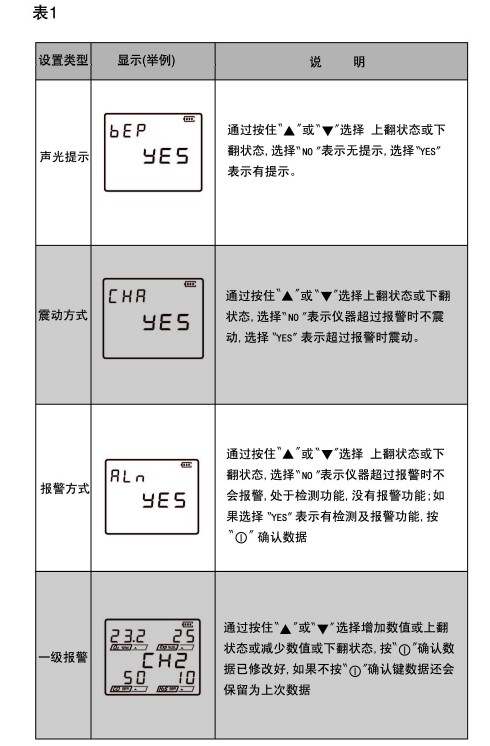 表1
设置类型 显示(举例) 说 明
声光提示
bEP
YES
通过按住“▲”或“▼”选择 上翻状态或下
翻状态,选择“NO”表示无提示,选择“YES”
表示有提示。
震动方式
CHA
YES
通过按住“▲”或“▼”选择上翻状态或下翻
状态,选择“NO”表示仪器超过报警时不震
动,选择“YES”表示超过报警时震动。
报警方式
ALn
YES
通过按住“▲”或“▼”选择 上翻状态或下
翻状态,选择“NO”表示仪器超过报警时不
会报警,处于检测功能,没有报警功能;如
果选择“YES”表示有检测及报警功能,按
“①”确认数据
一级报警
23.2 25
CH2
50 10
通过按住“▲”或“▼”选择增加数值或上翻
状态或减少数值或下翻状态,按“①”确认数
据已修改好,如果不按“①”确认键数据还会
保留为上次数据